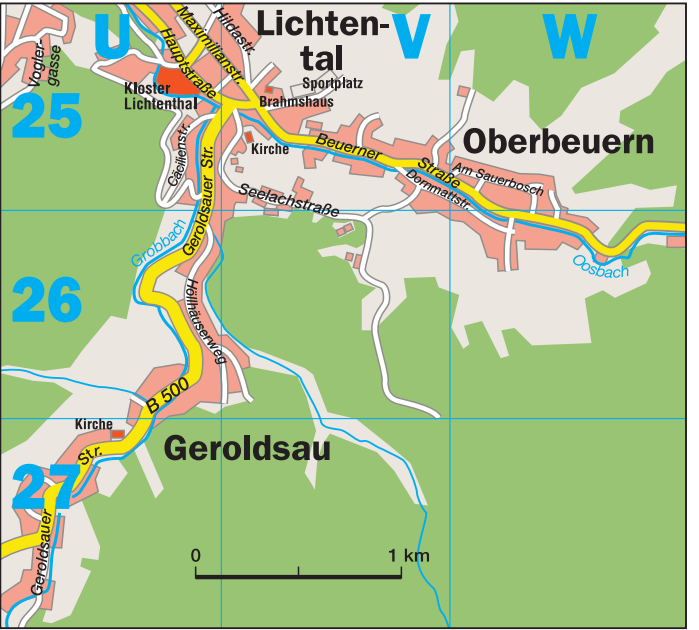 U
V
W
Lichten-
tal
Hildastr.
Maximilianstr.
Hauptstraße
Vogler-
gasse
Kloster
Lichtenthal
Sportplatz
Brahmshaus
25
Kirche
Beuerner
Straße
Oberbeuern
Am Sauerbosch
Dommattstr.
Cäcilienstr.
Geroldsauer Str.
Seelachstraße
Grobbach
Oosbach
26
Höllhäuserweg
B 500
Kirche
Geroldsau
Str.
27
Geroldsauer
0
1 km